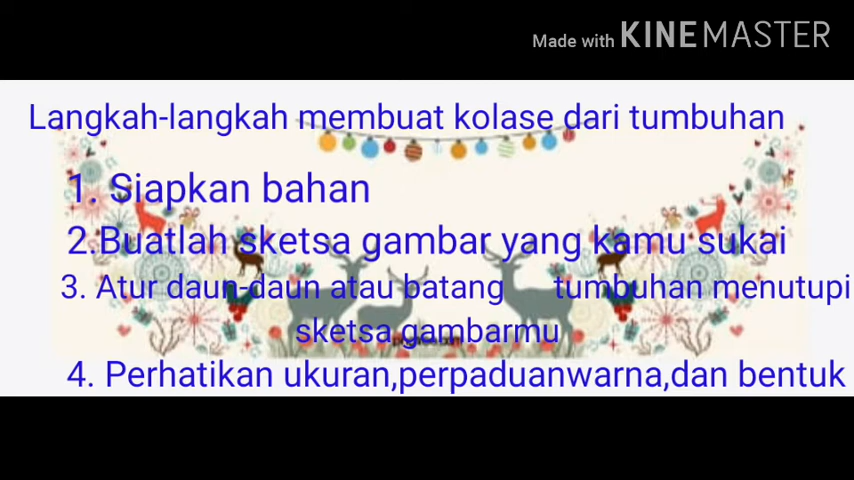 Made with KINEMASTER
Langkah-langkah membuat kolase dari tumbuhan
1. Siapkan bahan
2.Buatlah sketsa gambar yang kamu sukai
3. Atur daun-daun atau batang tumbuhan menutupi
sketsa gambarmu
4. Perhatikan ukuran,perpaduanwarna,dan bentuk